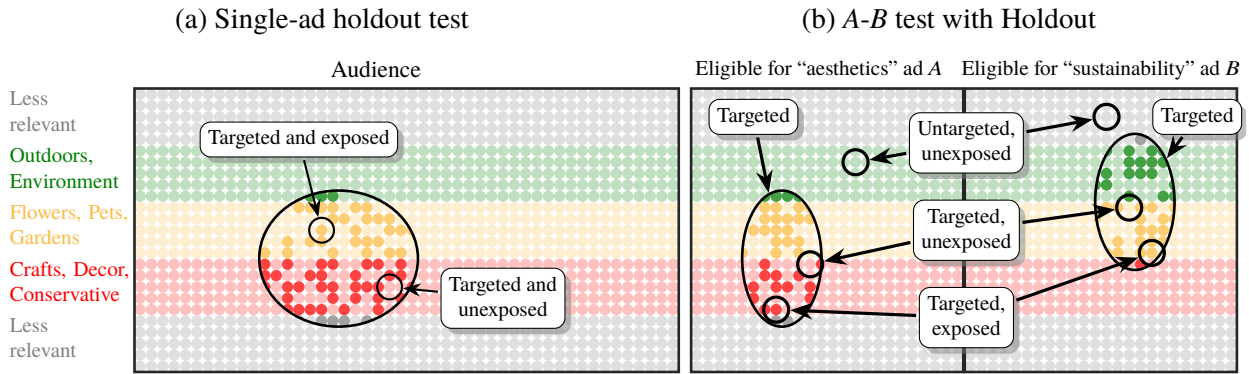 (a) Single-ad holdout test
(b) A-B test with Holdout
Audience
Eligible for “aesthetics” ad A
Eligible for “sustainability” ad B
Less
relevant
Outdoors,
Environment
Flowers, Pets,
Gardens
Crafts, Decor,
Conservative
Less
relevant
Targeted and exposed
Targeted and
unexposed
Targeted
Untargeted,
unexposed
Targeted
Targeted,
unexposed
Targeted,
exposed